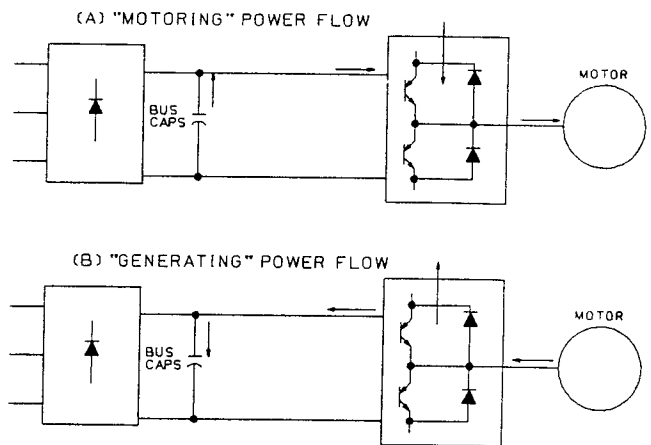 (A) "MOTORING" POWER FLOW
MOTOR
BUS
CAPS
(B) "GENERATING" POWER FLOW
MOTOR
BUS
CAPS